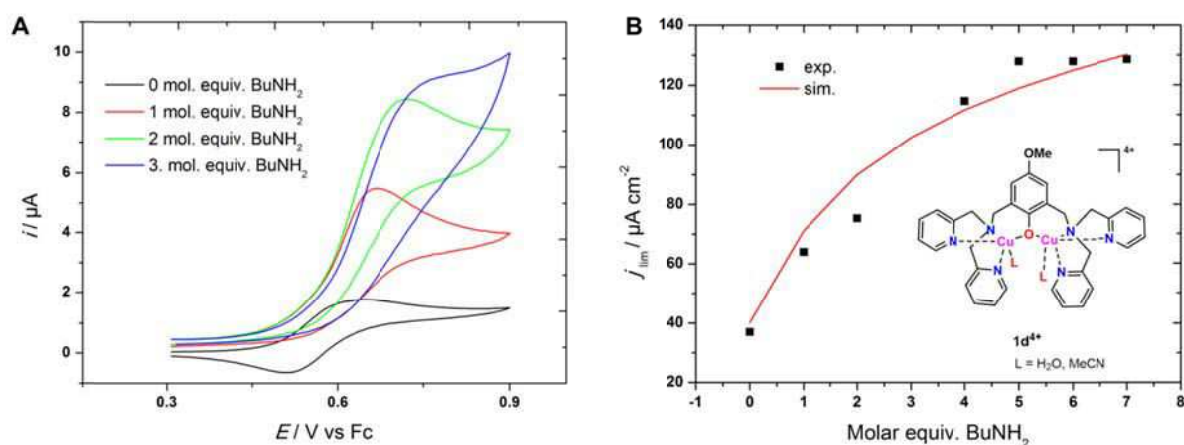 A
10
8
6
4
2
0
i / µA
0 mol. equiv. BuNH2
1 mol. equiv. BuNH2
2 mol. equiv. BuNH2
3. mol. equiv. BuNH2
0.3
0.6
0.9
E / V vs Fc
B
140
120
100
80
60
40
20
j lim / µA cm-2
exp.
sim.
OMe
4+
N
N
N
N
Cu
O
Cu
N
N
L
L
1d4+
L = H2O, MeCN
-1 0 1 2 3 4 5 6 7 8
Molar equiv. BuNH2